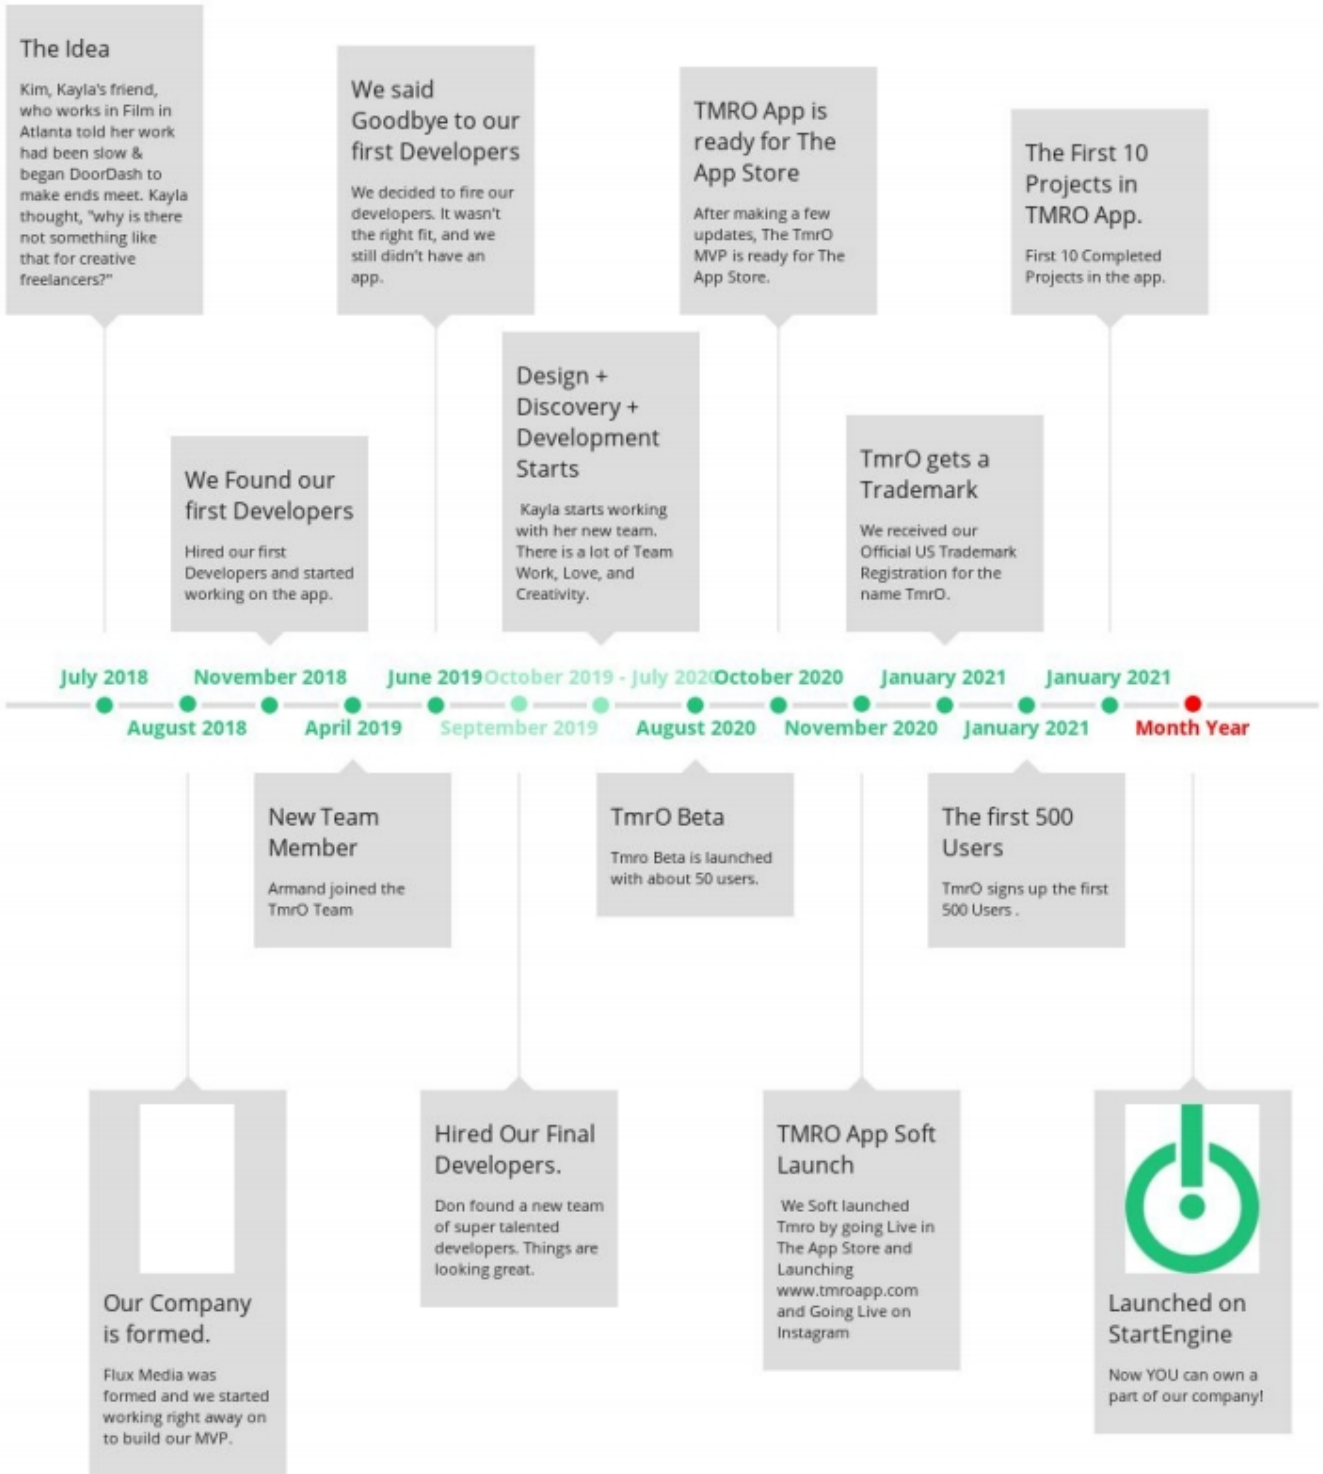 The Idea
Kim, Kayla's friend,
who works in Film in
Atlanta told her work
had been slow &
began DoorDash to
make ends meet. Kayla
thought, "why is there
not something like
that for creative
freelancers?"
We said
Goodbye to our
first Developers
We decided to fire our
developers. It wasn't
the right fit, and we
still didn't have an
app.
TMRO App is
ready for The
App Store
After making a few
updates, The TmrO
MVP is ready for The
App Store.
The First 10
Projects in
TMRO App.
First 10 Completed
Projects in the app.
We Found our
first Developers
Hired our first
Developers and started
working on the app.
Design +
Discovery +
Development
Starts
Kayla starts working
with her new team.
There is a lot of Team
Work, Love, and
Creativity.
TmrO gets a
Trademark
We received our
Official US Trademark
Registration for the
name TmrO.
July 2018 November 2018 June 2019 October 2019 - July 2020 October 2020 January 2021 January 2021
August 2018 April 2019 September 2019 August 2020 November 2020 January 2021 Month Year
New Team
Member
Armand joined the
TmrO Team
TmrO Beta
Tmro Beta is launched
with about 50 users.
The first 500
Users
TmrO signs up the first
500 Users .
Our Company
is formed.
Flux Media was
formed and we started
working right away on
to build our MVP.
Hired Our Final
Developers.
Don found a new team
of super talented
developers. Things are
looking great.
TMRO App Soft
Launch
We Soft launched
Tmro by going Live in
The App Store and
Launching
www.tmroapp.com
and Going Live on
Instagram
Launched on
StartEngine
Now YOU can own a
part of our company!